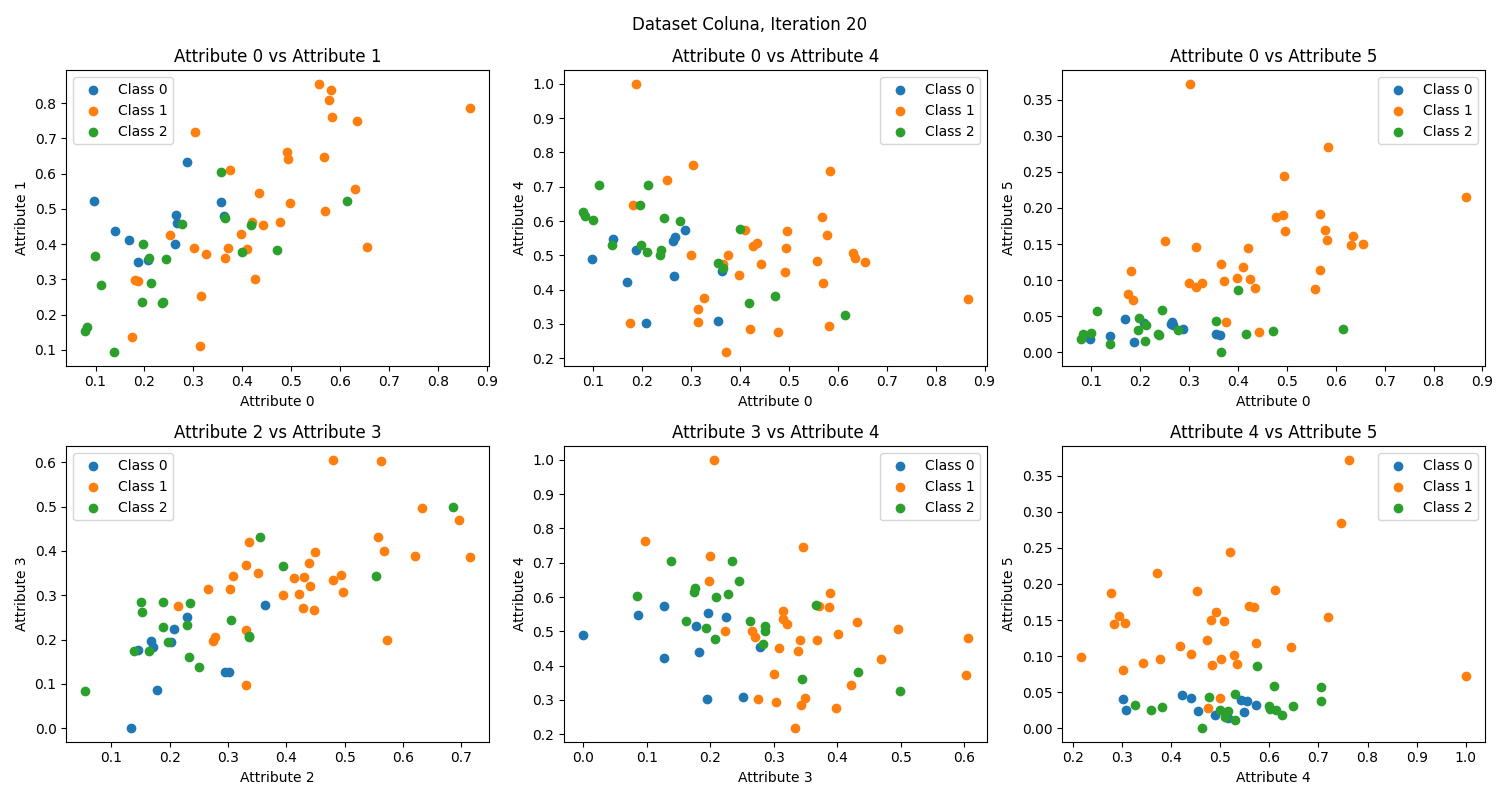 Dataset Coluna, Iteration 20
Attribute 0 vs Attribute 1
Class 0
Class 1
Class 2
0.8
0.7
0.6
0.5
0.4
0.3
0.2
0.1
Attribute 1
0.1 0.2 0.3 0.4 0.5 0.6 0.7 0.8 0.9
Attribute 0
Attribute 0 vs Attribute 4
Class 0
Class 1
Class 2
1.0
0.9
0.8
0.7
0.6
0.5
0.4
0.3
0.2
Attribute 4
0.1 0.2 0.3 0.4 0.5 0.6 0.7 0.8 0.9
Attribute 0
Attribute 0 vs Attribute 5
Class 0
Class 1
Class 2
0.35
0.30
0.25
0.20
0.15
0.10
0.05
0.00
Attribute 5
0.1 0.2 0.3 0.4 0.5 0.6 0.7 0.8 0.9
Attribute 0
Attribute 2 vs Attribute 3
Class 0
Class 1
Class 2
0.6
0.5
0.4
0.3
0.2
0.1
0.0
Attribute 3
0.1 0.2 0.3 0.4 0.5 0.6 0.7
Attribute 2
Attribute 3 vs Attribute 4
Class 0
Class 1
Class 2
1.0
0.9
0.8
0.7
0.6
0.5
0.4
0.3
0.2
Attribute 4
0.0 0.1 0.2 0.3 0.4 0.5 0.6
Attribute 3
Attribute 4 vs Attribute 5
Class 0
Class 1
Class 2
0.35
0.30
0.25
0.20
0.15
0.10
0.05
0.00
Attribute 5
0.2 0.3 0.4 0.5 0.6 0.7 0.8 0.9 1.0
Attribute 4